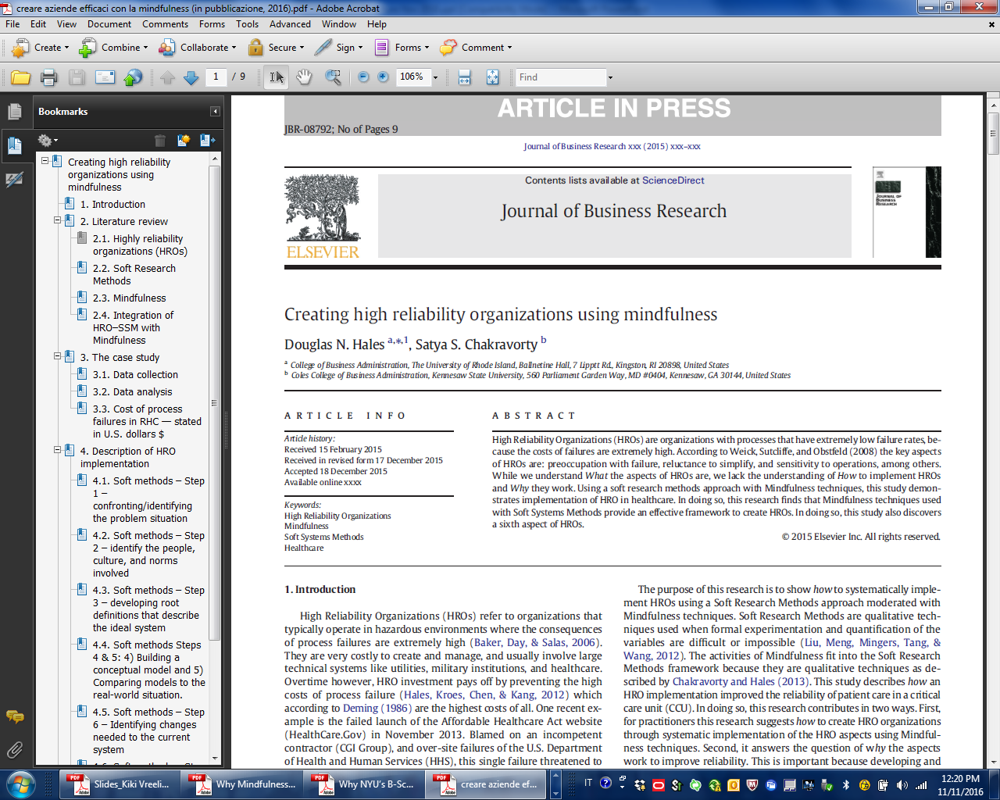 creare aziende efficaci con la mindfulness (in pubblicazione, 2016).pdf - Adobe Acrobat
File Edit View Document Comments Forms Tools Advanced Window Help
Create Combine Collaborate Secure Sign Forms Comment
1 / 9 106% Find
Bookmarks
Creating high reliability
organizations using
mindfulness
1. Introduction
2. Literature review
2.1. Highly reliability
organizations (HROs)
2.2. Soft Research
Methods
2.3. Mindfulness
2.4. Integration of
HRO–SSM with
Mindfulness
3. The case study
3.1. Data collection
3.2. Data analysis
3.3. Cost of process
failures in RHC — stated
in U.S. dollars $
4. Description of HRO
implementation
4.1. Soft methods – Step
1 –
confronting/identifying
the problem situation
4.2. Soft methods – Step
2 – identify the people,
culture, and norms
involved
4.3. Soft methods – Step
3 – developing root
definitions that describe
the ideal system
4.4. Soft methods Steps
4 & 5: 4) Building a
conceptual model and 5)
Comparing models to the
real-world situation.
4.5. Soft methods – Step
6 – Identifying changes
needed to the current
system
ARTICLE IN PRESS
JBR-08792; No of Pages 9
Journal of Business Research xxx (2015) xxx–xxx
Contents lists available at ScienceDirect
Journal of Business Research
ELSEVIER
JOURNAL OF
BUSINESS
RESEARCH
Creating high reliability organizations using mindfulness
Douglas N. Hales a,*,1, Satya S. Chakravorty b
a College of Business Administration, The University of Rhode Island, Ballnetine Hall, 7 Lipptt Rd., Kingston, RI 20898, United States
b Coles College of Business Administration, Kennesaw State University, 560 Parliament Garden Way, MD #0404, Kennesaw, GA 30144, United States
ARTICLE INFO
Article history:
Received 15 February 2015
Received in revised form 17 December 2015
Accepted 18 December 2015
Available online xxxx
Keywords:
High Reliability Organizations
Mindfulness
Soft Systems Methods
Healthcare
ABSTRACT
High Reliability Organizations (HROs) are organizations with processes that have extremely low failure rates, be-
cause the costs of failures are extremely high. According to Weick, Sutcliffe, and Obstfeld (2008) the key aspects
of HROs are: preoccupation with failure, reluctance to simplify, and sensitivity to operations, among others.
While we understand What the aspects of HROs are, we lack the understanding of How to implement HROs
and Why they work. Using a soft research methods approach with Mindfulness techniques, this study demon-
strates implementation of HRO in healthcare. In doing so, this research finds that Mindfulness techniques used
with Soft Systems Methods provide an effective framework to create HROs. In doing so, this study also discovers
a sixth aspect of HROs.
© 2015 Elsevier Inc. All rights reserved.
1. Introduction
High Reliability Organizations (HROs) refer to organizations that
typically operate in hazardous environments where the consequences
of process failures are extremely high (Baker, Day, & Salas, 2006).
They are very costly to create and manage, and usually involve large
technical systems like utilities, military institutions, and healthcare.
Overtime however, HRO investment pays off by preventing the high
costs of process failure (Hales, Kroes, Chen, & Kang, 2012) which
according to Deming (1986) are the highest costs of all. One recent ex-
ample is the failed launch of the Affordable Healthcare Act website
(HealthCare.Gov) in November 2013. Blamed on an incompetent
contractor (CGI Group), and over-site failures of the U.S. Department
of Health and Human Services (HHS), this single failure threatened to
The purpose of this research is to show how to systematically imple-
ment HROs using a Soft Research Methods approach moderated with
Mindfulness techniques. Soft Research Methods are qualitative tech-
niques used when formal experimentation and quantification of the
variables are difficult or impossible (Liu, Meng, Mingers, Tang, &
Wang, 2012). The activities of Mindfulness fit into the Soft Research
Methods framework because they are qualitative techniques as de-
scribed by Chakravorty and Hales (2013). This study describes how an
HRO implementation improved the reliability of patient care in a critical
care unit (CCU). In doing so, this research contributes in two ways. First,
for practitioners this research suggests how to create HRO organizations
through systematic implementation of the HRO aspects using Mindful-
ness techniques. Second, it answers the question of why the aspects
work to improve reliability. This is important because developing and
Slides_Kiki Vreeli... Why Mindfulness... Why NYU's B-Sc... creare aziende ef...
IT 12:20 PM
11/11/2016